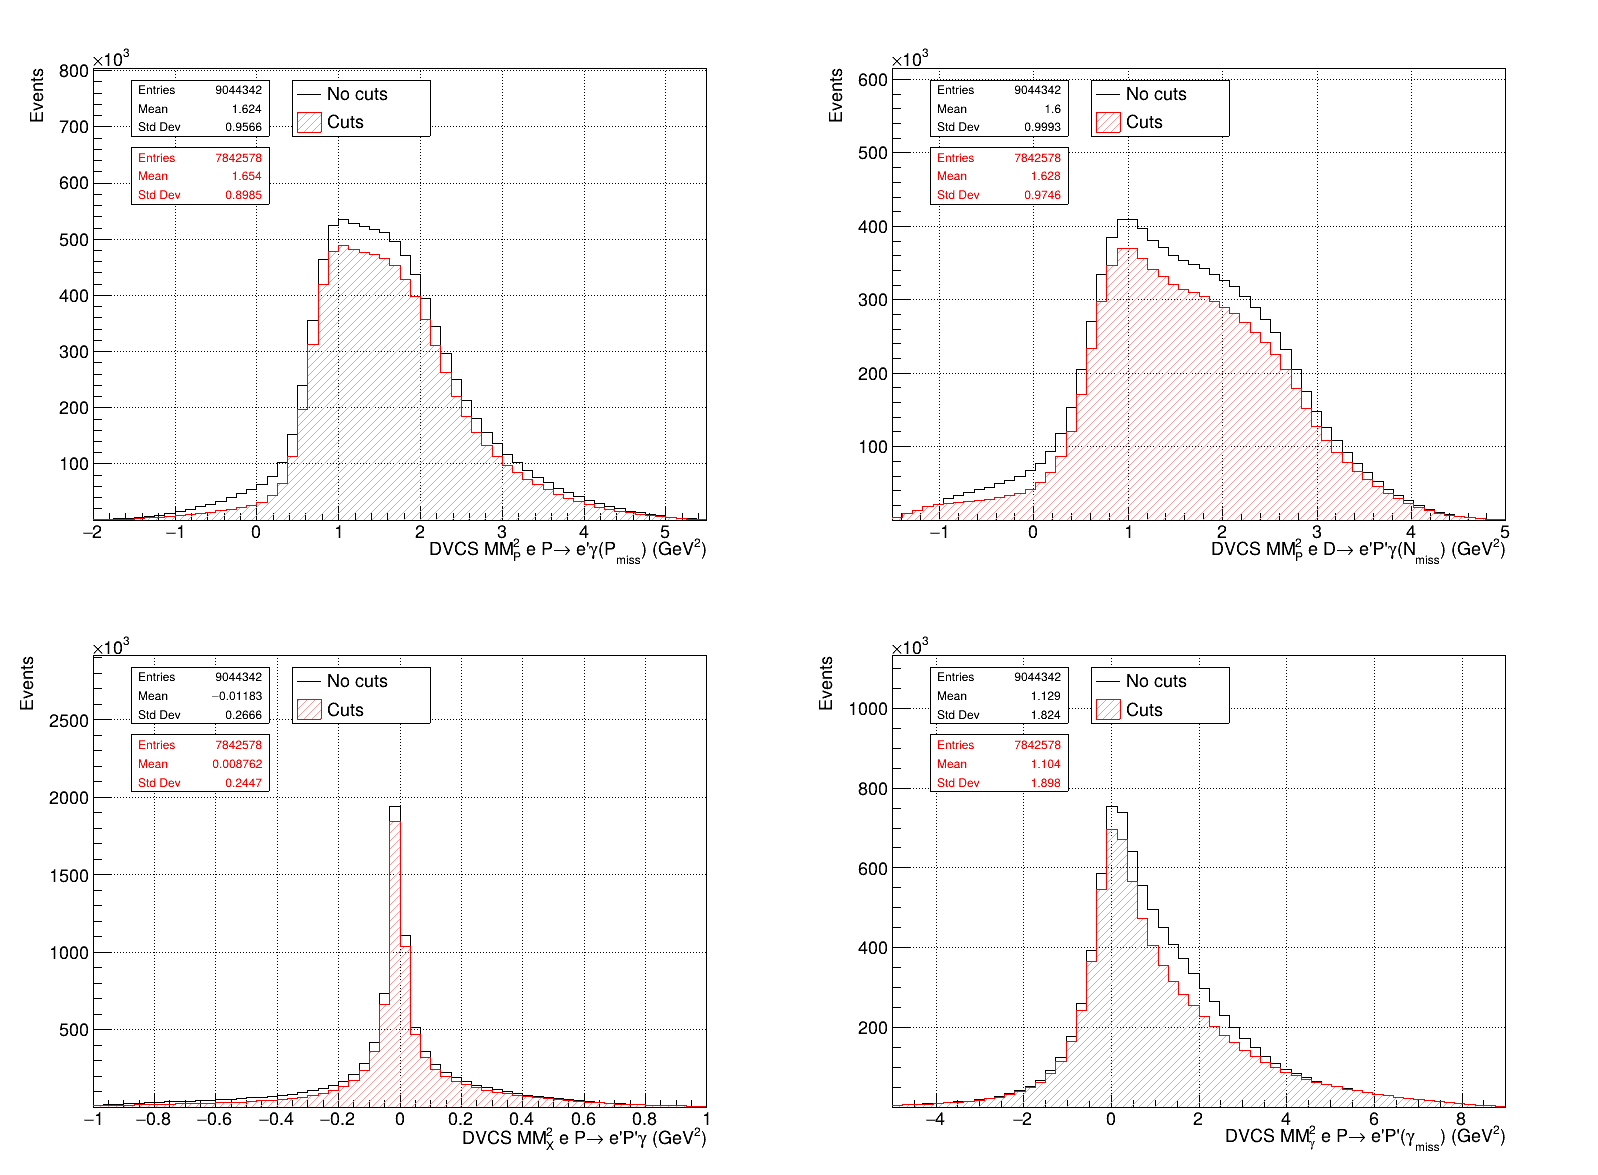 ×10³
Events
800
700
600
500
400
300
200
100
Entries 9044342
Mean 1.624
Std Dev 0.9566
Entries 7842578
Mean 1.654
Std Dev 0.8985
No cuts
Cuts
−2 −1 0 1 2 3 4 5
DVCS MM²_P e P→ e'γ(P_miss) (GeV²)
×10³
Events
600
500
400
300
200
100
Entries 9044342
Mean 1.6
Std Dev 0.9993
Entries 7842578
Mean 1.628
Std Dev 0.9746
No cuts
Cuts
−1 0 1 2 3 4 5
DVCS MM²_P e D→ e'P'γ(N_miss) (GeV²)
×10³
Events
2500
2000
1500
1000
500
Entries 9044342
Mean −0.01183
Std Dev 0.2666
Entries 7842578
Mean 0.008762
Std Dev 0.2447
No cuts
Cuts
−1 −0.8 −0.6 −0.4 −0.2 0 0.2 0.4 0.6 0.8 1
DVCS MM²_X e P→ e'P'γ (GeV²)
×10³
Events
1000
800
600
400
200
Entries 9044342
Mean 1.129
Std Dev 1.824
Entries 7842578
Mean 1.104
Std Dev 1.898
No cuts
Cuts
−4 −2 0 2 4 6 8
DVCS MM²_γ e P→ e'P'(γ_miss) (GeV²)